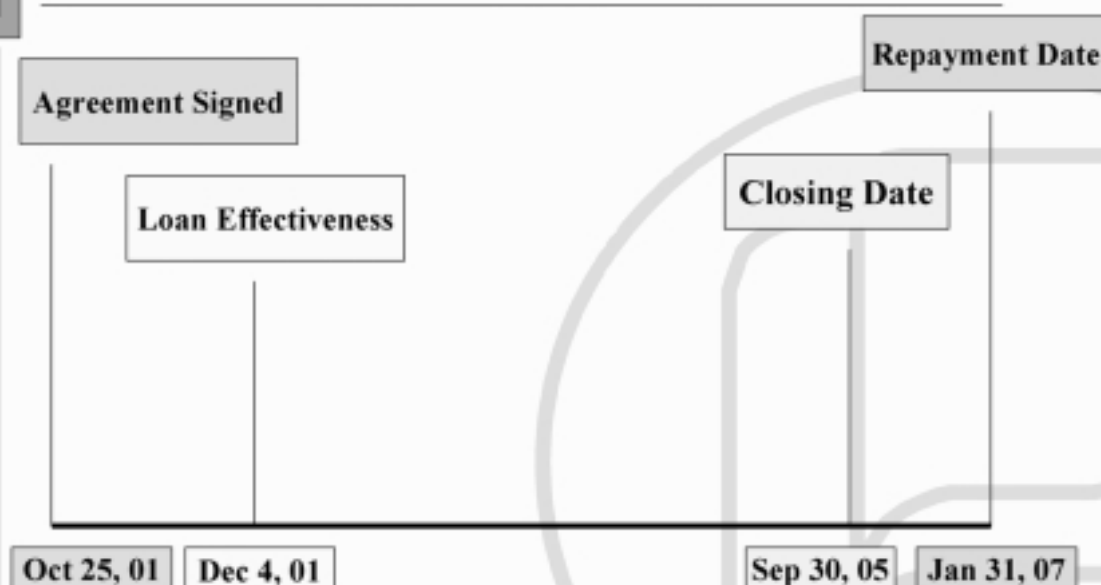 Repayment Date
Agreement Signed
Closing Date
Loan Effectiveness
Oct 25, 01
Dec 4, 01
Sep 30, 05
Jan 31, 07